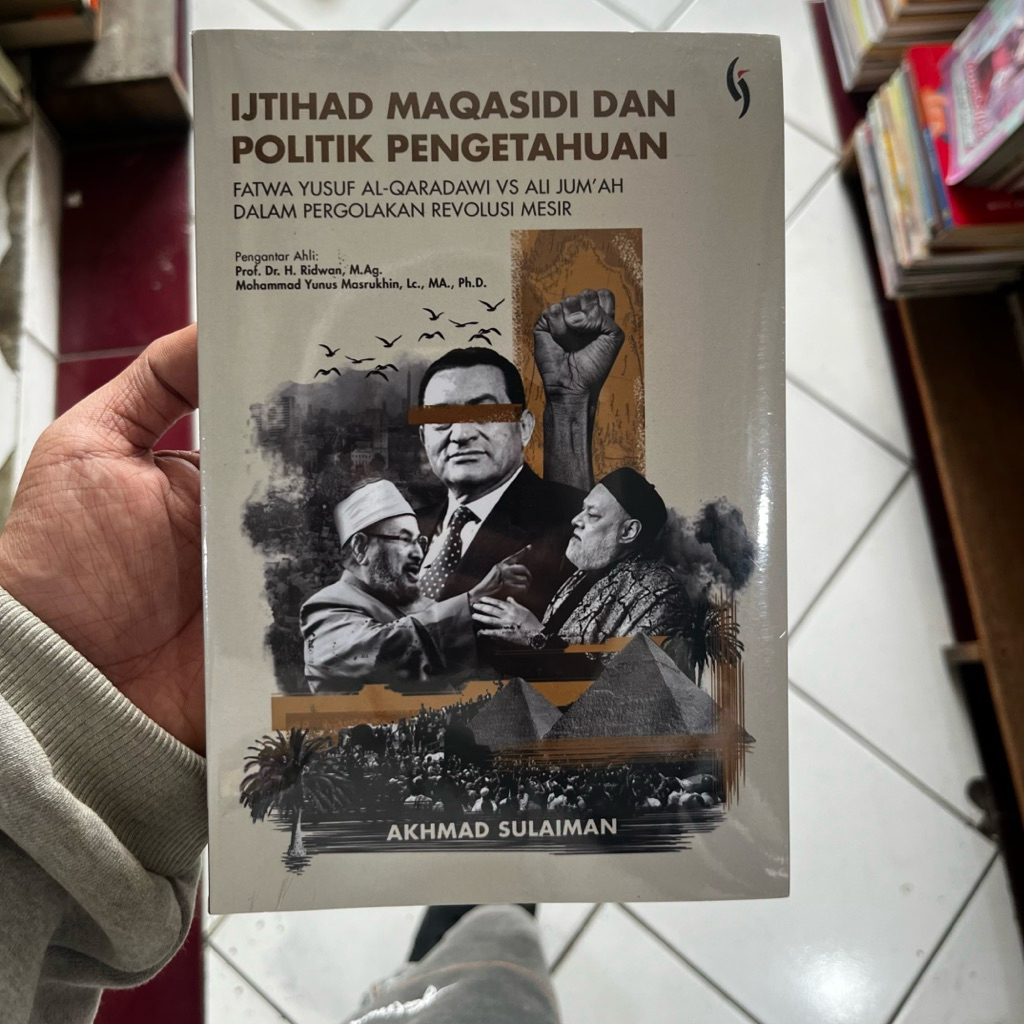 IJTIHAD MAQASIDI DAN
POLITIK PENGETAHUAN
FATWA YUSUF AL-QARADAWI VS ALI JUM'AH
DALAM PERGOLAKAN REVOLUSI MESIR
Pengantar Ahli:
Prof. Dr. H. Ridwan, M.Ag.
Mohammad Yunus Masrukhin, Lc., MA., Ph.D.
AKHMAD SULAIMAN